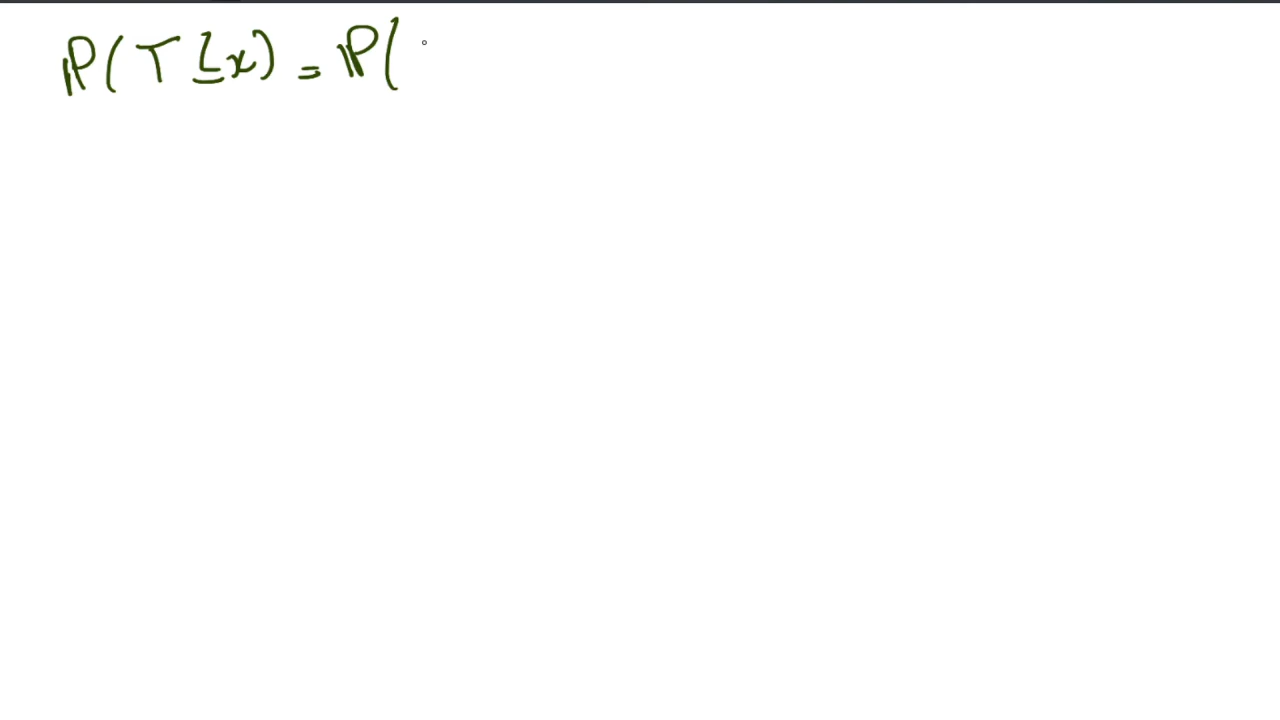 ℙ(T ≤ x) = ℙ(